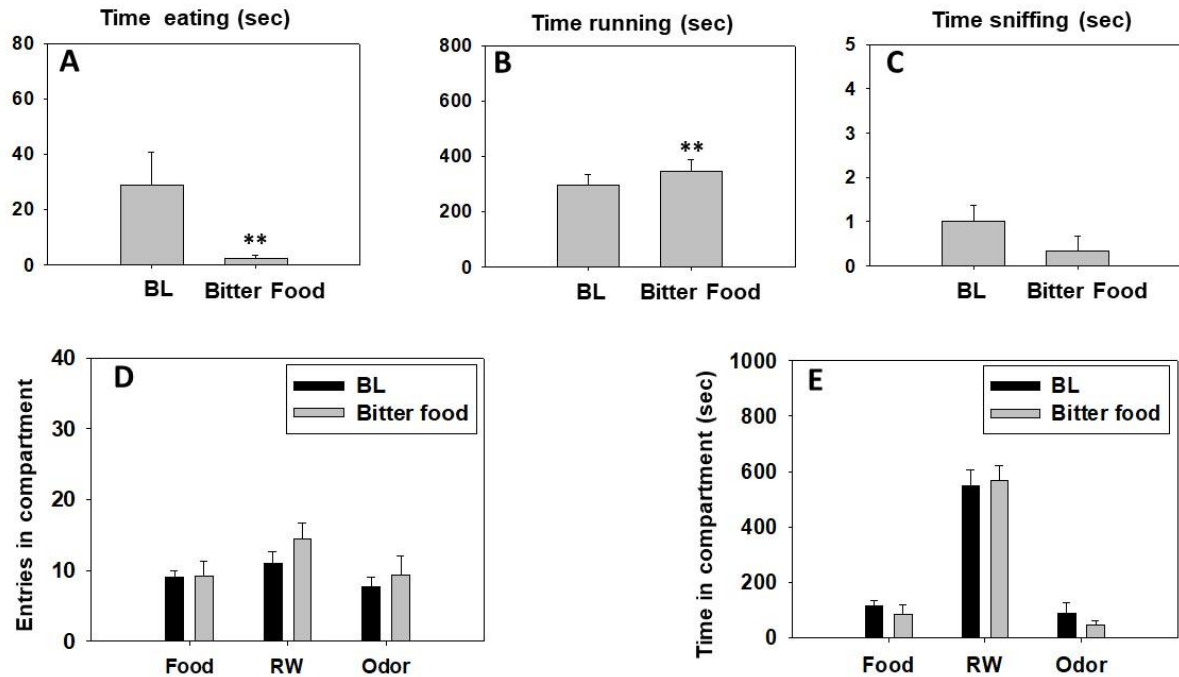 Time eating (sec)
A
80
60
40
20
0
**
BL
Bitter Food
Time running (sec)
B
800
600
400
200
0
**
BL
Bitter Food
Time sniffing (sec)
C
5
4
3
2
1
0
BL
Bitter Food
D
Entries in compartment
40
30
20
10
0
BL
Bitter food
Food
RW
Odor
E
Time in compartment (sec)
1000
800
600
400
200
0
BL
Bitter food
Food
RW
Odor